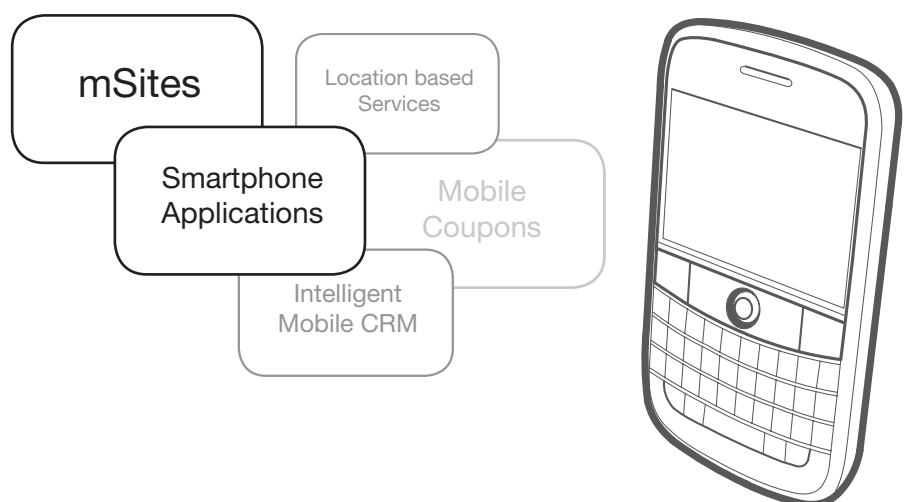 mSites
Location based
Services
Smartphone
Applications
Mobile
Coupons
Intelligent
Mobile CRM